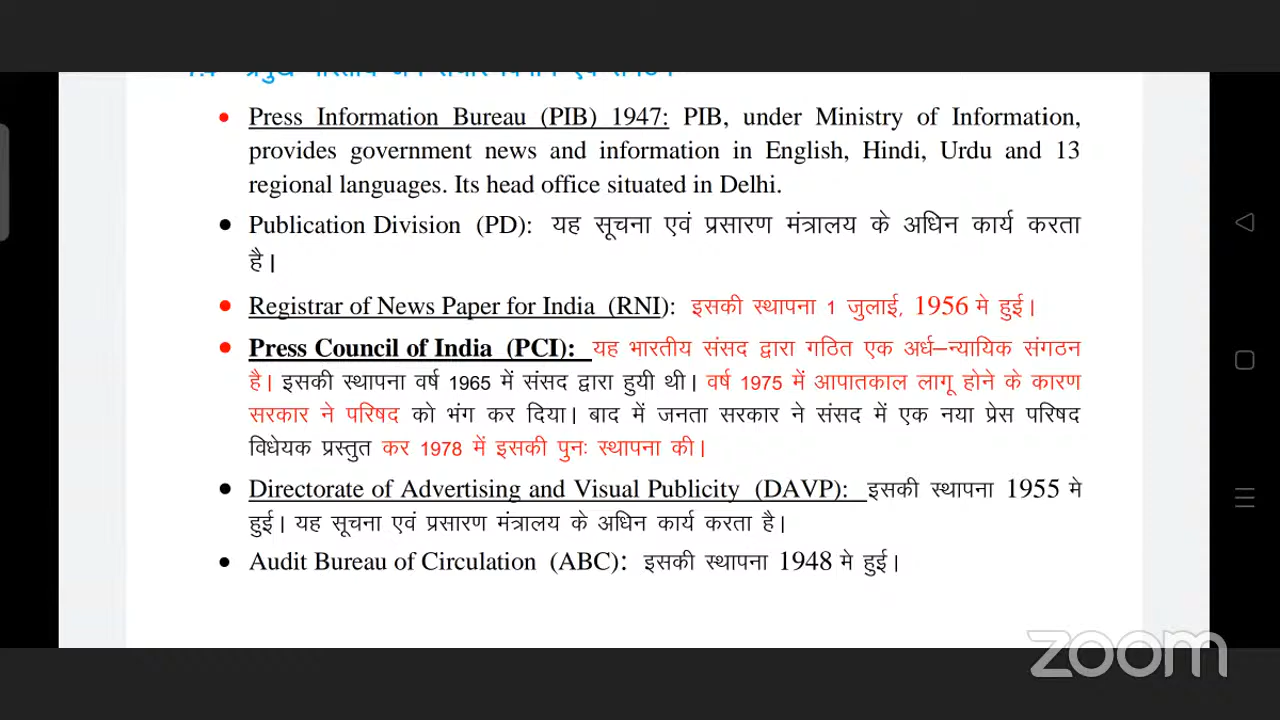 Press Information Bureau (PIB) 1947: PIB, under Ministry of Information,
provides government news and information in English, Hindi, Urdu and 13
regional languages. Its head office situated in Delhi.
Publication Division (PD): यह सूचना एवं प्रसारण मंत्रालय के अधिन कार्य करता
है।
Registrar of News Paper for India (RNI): इसकी स्थापना 1 जुलाई, 1956 मे हुई।
Press Council of India (PCI): यह भारतीय संसद द्वारा गठित एक अर्ध–न्यायिक संगठन
है। इसकी स्थापना वर्ष 1965 में संसद द्वारा हुयी थी। वर्ष 1975 में आपातकाल लागू होने के कारण
सरकार ने परिषद को भंग कर दिया। बाद में जनता सरकार ने संसद में एक नया प्रेस परिषद
विधेयक प्रस्तुत कर 1978 में इसकी पुनः स्थापना की।
Directorate of Advertising and Visual Publicity (DAVP): इसकी स्थापना 1955 मे
हुई। यह सूचना एवं प्रसारण मंत्रालय के अधिन कार्य करता है।
Audit Bureau of Circulation (ABC): इसकी स्थापना 1948 मे हुई।
zoom